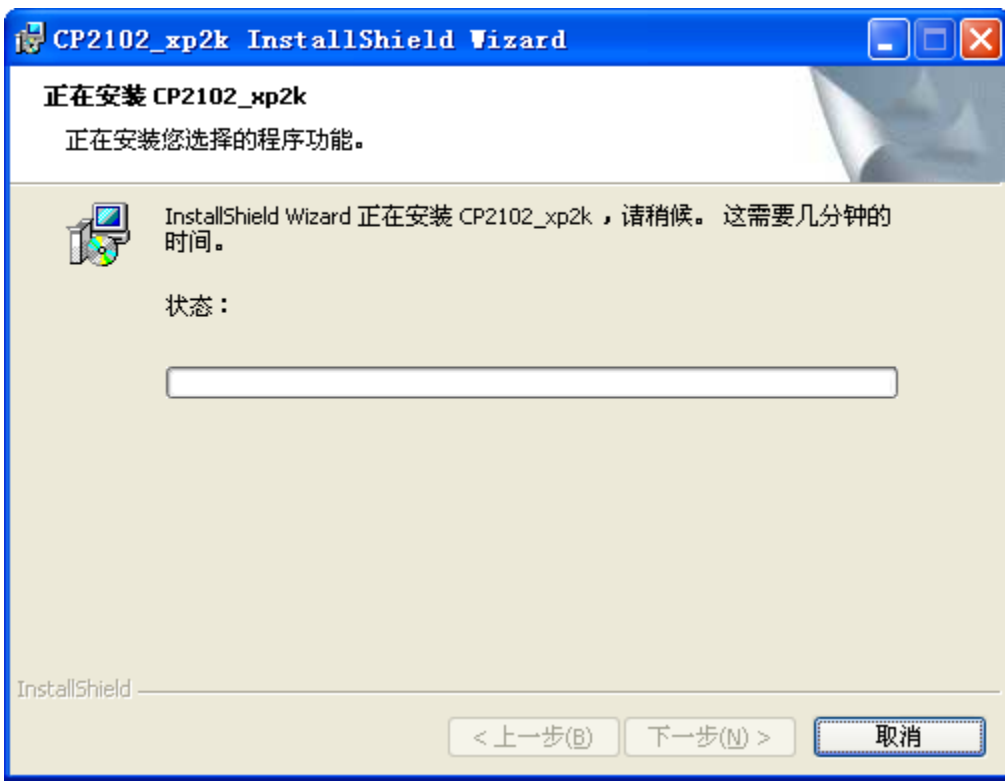 CP2102_xp2k InstallShield Wizard
正在安装 CP2102_xp2k
正在安装您选择的程序功能。
InstallShield Wizard 正在安装 CP2102_xp2k ，请稍候。 这需要几分钟的
时间。
状态：
InstallShield
< 上一步(B) 下一步(N) > 取消